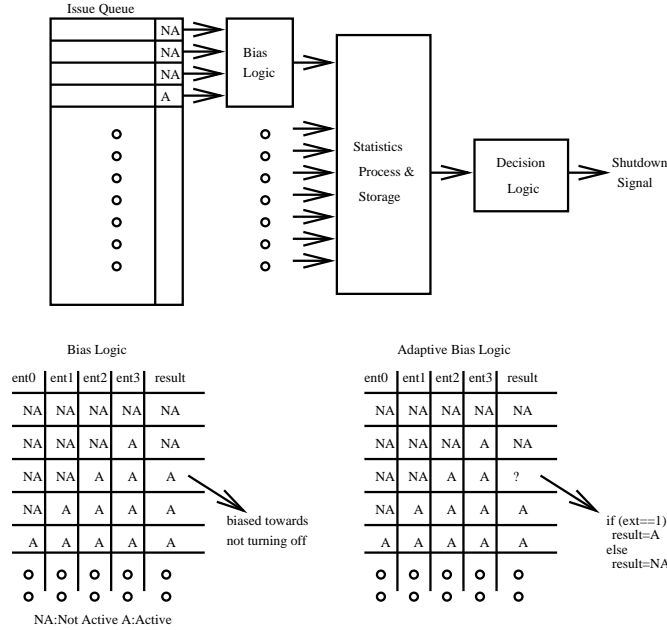 Issue Queue
NA
NA
NA
A
Bias
Logic
Statistics
Process &
Storage
Decision
Logic
Shutdown
Signal
Bias Logic
ent0 ent1 ent2 ent3 result
NA NA NA NA NA
NA NA NA A NA
NA NA A A A
NA A A A A
A A A A A
biased towards
not turning off
NA:Not Active A:Active
Adaptive Bias Logic
ent0 ent1 ent2 ent3 result
NA NA NA NA NA
NA NA NA A NA
NA NA A A ?
NA A A A A
A A A A A
if (ext==1)
result=A
else
result=NA